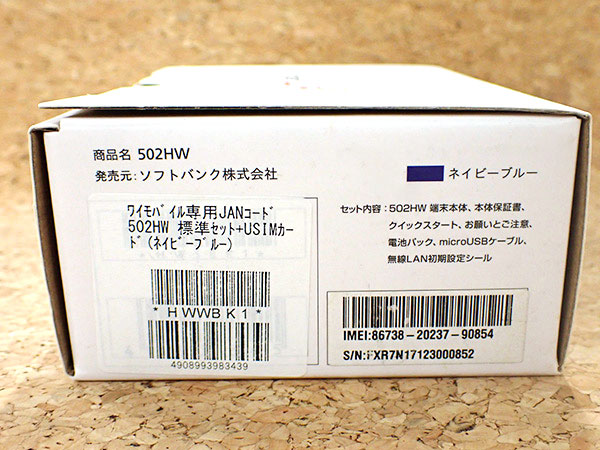 商品名 502HW
発売元：ソフトバンク株式会社
ネイビーブルー
ワイモバイル専用JANコード
502HW 標準セット+USIMカー
ド(ネイビーブルー)
* H W W B K 1 *
4908993983439
セット内容：502HW 端末本体、本体保証書、
クイックスタート、お願いとご注意、
電池パック、microUSBケーブル、
無線LAN初期設定シール
IMEI:86738-20237-90854
S/N:FXR7N17123000852